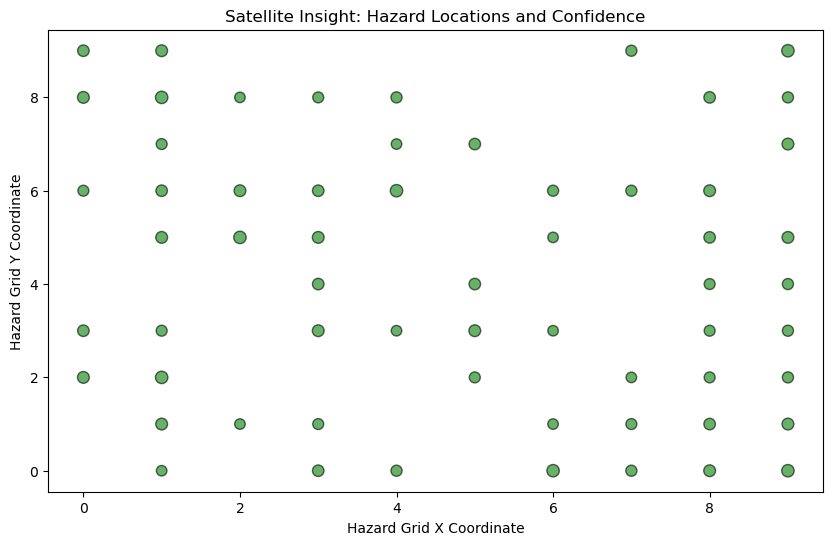 Satellite Insight: Hazard Locations and Confidence
Hazard Grid Y Coordinate
8
6
4
2
0
0 2 4 6 8
Hazard Grid X Coordinate